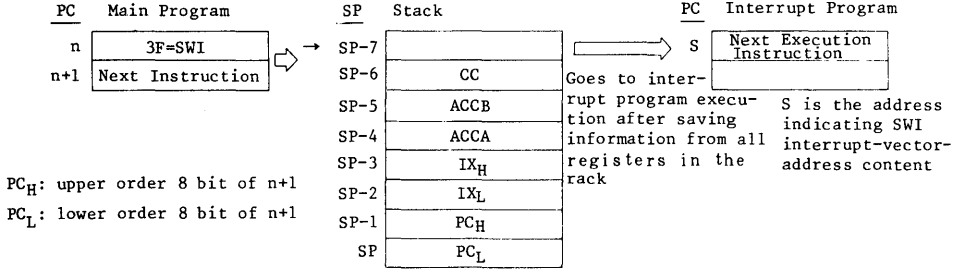 PC Main Program SP Stack PC Interrupt Program
n 3F=SWI → SP-7 S Next Execution Instruction
n+1 Next Instruction SP-6 CC
SP-5 ACCB
SP-4 ACCA
SP-3 IXH
SP-2 IXL
SP-1 PCH
SP PCL
Goes to inter-
rupt program execu-
tion after saving
information from all
registers in the
rack
S is the address
indicating SWI
interrupt-vector-
address content
PCH: upper order 8 bit of n+1
PCL: lower order 8 bit of n+1